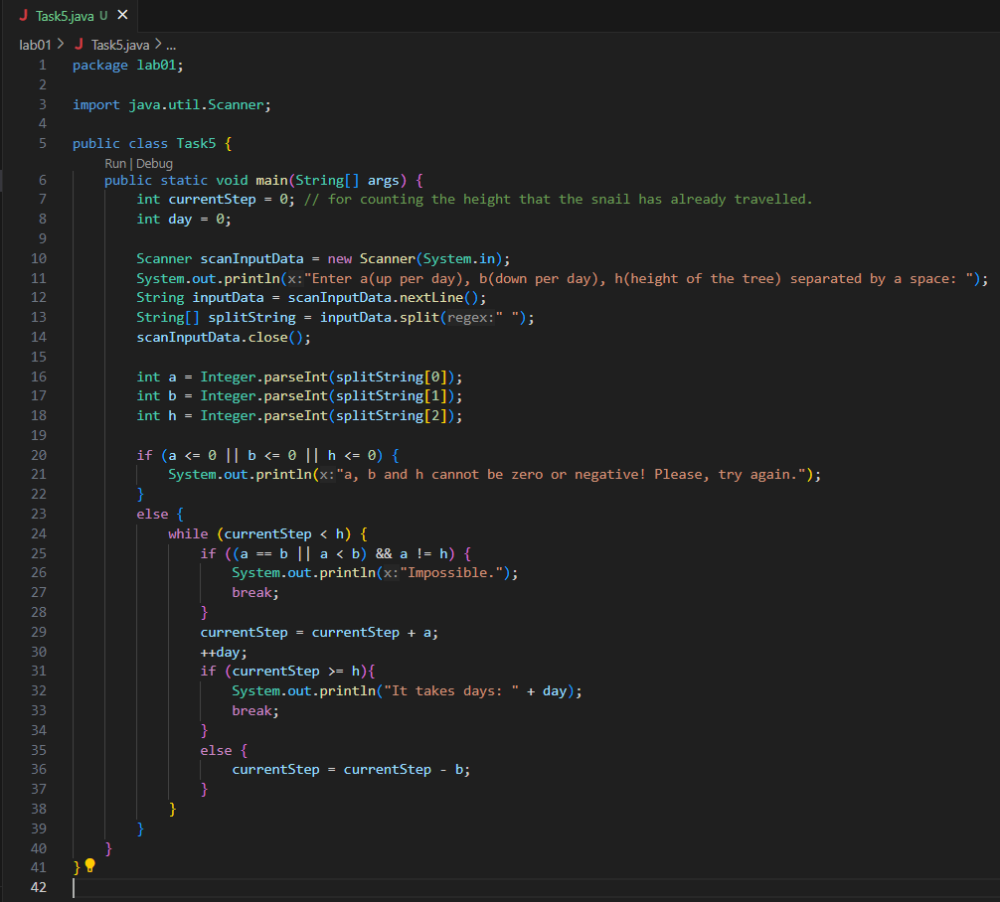 J Task5.java U ✕
lab01 > J Task5.java > ...
1 package lab01;
2
3 import java.util.Scanner;
4
5 public class Task5 {
Run | Debug
6     public static void main(String[] args) {
7         int currentStep = 0; // for counting the height that the snail has already travelled.
8         int day = 0;
9
10         Scanner scanInputData = new Scanner(System.in);
11         System.out.println(x:"Enter a(up per day), b(down per day), h(height of the tree) separated by a space: ");
12         String inputData = scanInputData.nextLine();
13         String[] splitString = inputData.split(regex:" ");
14         scanInputData.close();
15
16         int a = Integer.parseInt(splitString[0]);
17         int b = Integer.parseInt(splitString[1]);
18         int h = Integer.parseInt(splitString[2]);
19
20         if (a <= 0 || b <= 0 || h <= 0) {
21             System.out.println(x:"a, b and h cannot be zero or negative! Please, try again.");
22         }
23         else {
24             while (currentStep < h) {
25                 if ((a == b || a < b) && a != h) {
26                     System.out.println(x:"Impossible.");
27                     break;
28                 }
29                 currentStep = currentStep + a;
30                 ++day;
31                 if (currentStep >= h){
32                     System.out.println("It takes days: " + day);
33                     break;
34                 }
35                 else {
36                     currentStep = currentStep - b;
37                 }
38             }
39         }
40     }
41 }
42